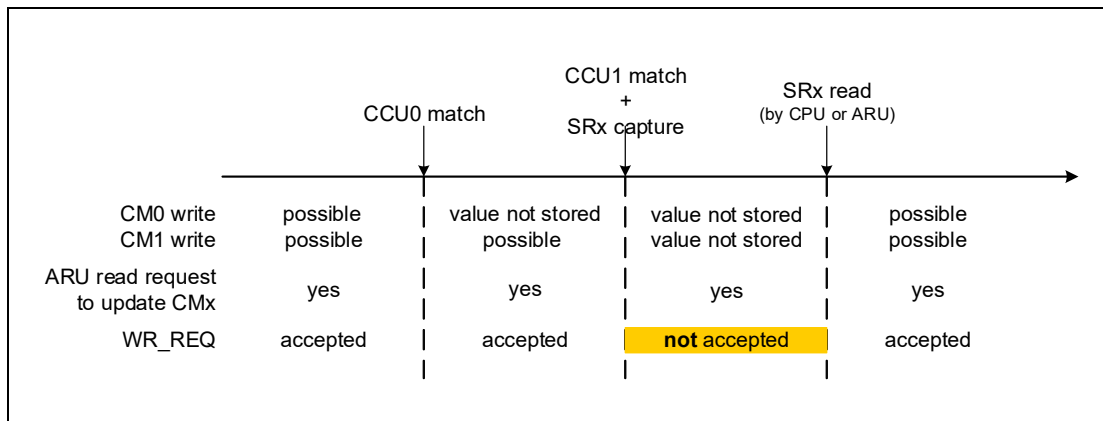 CCU0 match
CCU1 match
+
SRx capture
SRx read
(by CPU or ARU)
CM0 write possible value not stored value not stored possible
CM1 write possible possible value not stored possible
ARU read request
to update CMx yes yes yes yes
WR_REQ accepted accepted not accepted accepted